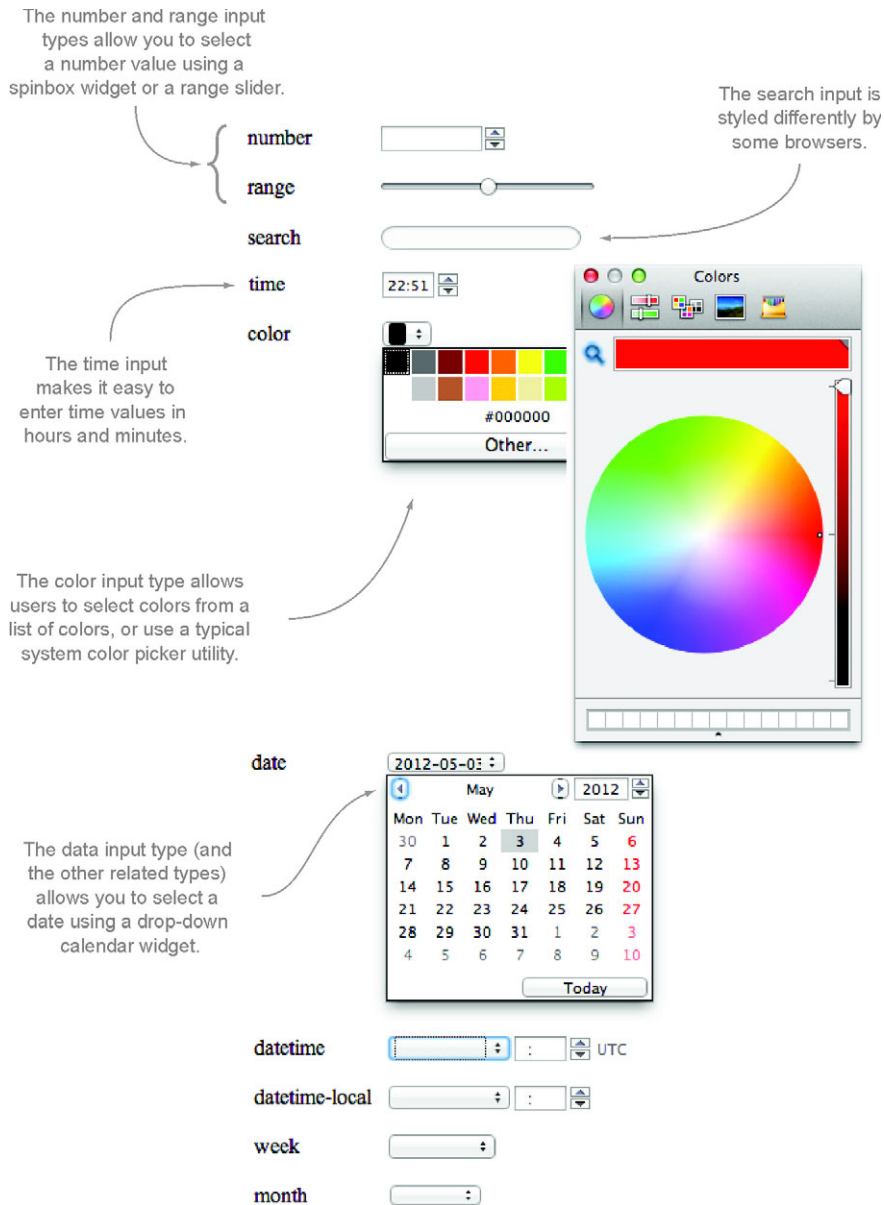 The number and range input
types allow you to select
a number value using a
spinbox widget or a range slider.
The search input is
styled differently by
some browsers.
number
range
search
time
22:51
color
#000000
Other...
Colors
The time input
makes it easy to
enter time values in
hours and minutes.
The color input type allows
users to select colors from a
list of colors, or use a typical
system color picker utility.
date
2012-05-03
May
2012
Mon Tue Wed Thu Fri Sat Sun
30 1 2 3 4 5 6
7 8 9 10 11 12 13
14 15 16 17 18 19 20
21 22 23 24 25 26 27
28 29 30 31 1 2 3
4 5 6 7 8 9 10
Today
The data input type (and
the other related types)
allows you to select a
date using a drop-down
calendar widget.
datetime
: UTC
datetime-local
:
week
month